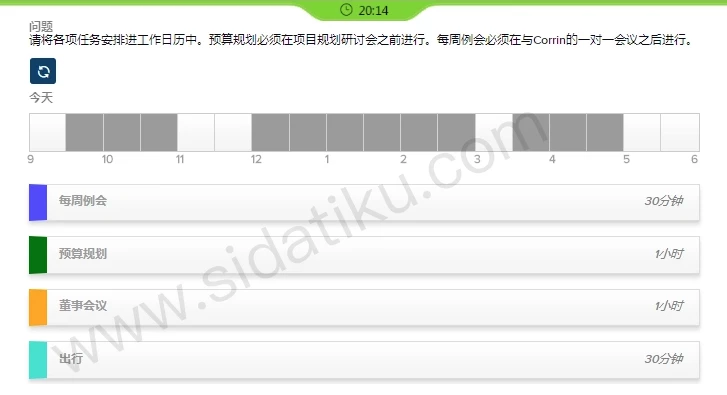 20:14
问题
请将各项任务安排进工作日历中。预算规划必须在项目规划研讨会之前进行。每周例会必须在与Corrin的一对一会议之后进行。
今天
9 10 11 12 1 2 3 4 5 6
每周例会 30分钟
预算规划 1小时
董事会议 1小时
出行 30分钟
www.sidatiku.com